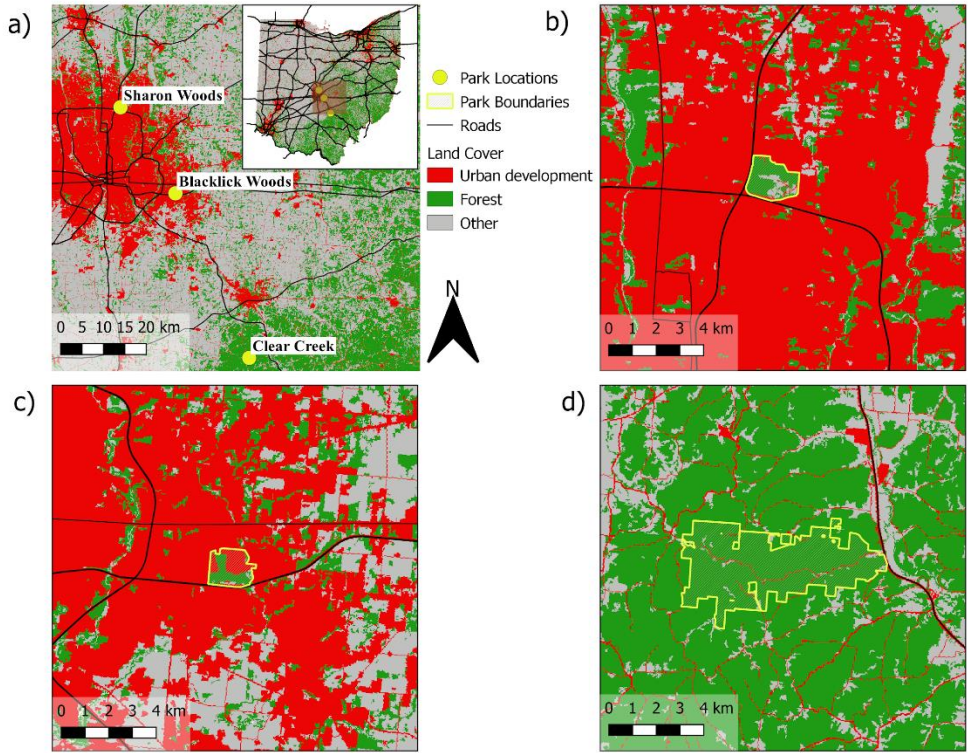 a)
Sharon Woods
Blacklick Woods
Clear Creek
0 5 10 15 20 km
Park Locations
Park Boundaries
Roads
Land Cover
Urban development
Forest
Other
N
b)
0 1 2 3 4 km
c)
0 1 2 3 4 km
d)
0 1 2 3 4 km